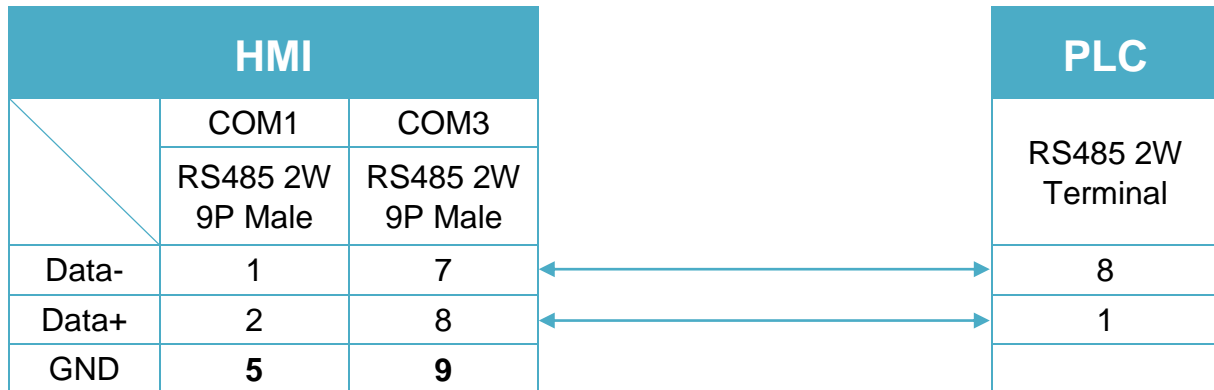 HMI
PLC
COM1 COM3
RS485 2W
9P Male
RS485 2W
9P Male
RS485 2W
Terminal
Data- 1 7 8
Data+ 2 8 1
GND 5 9